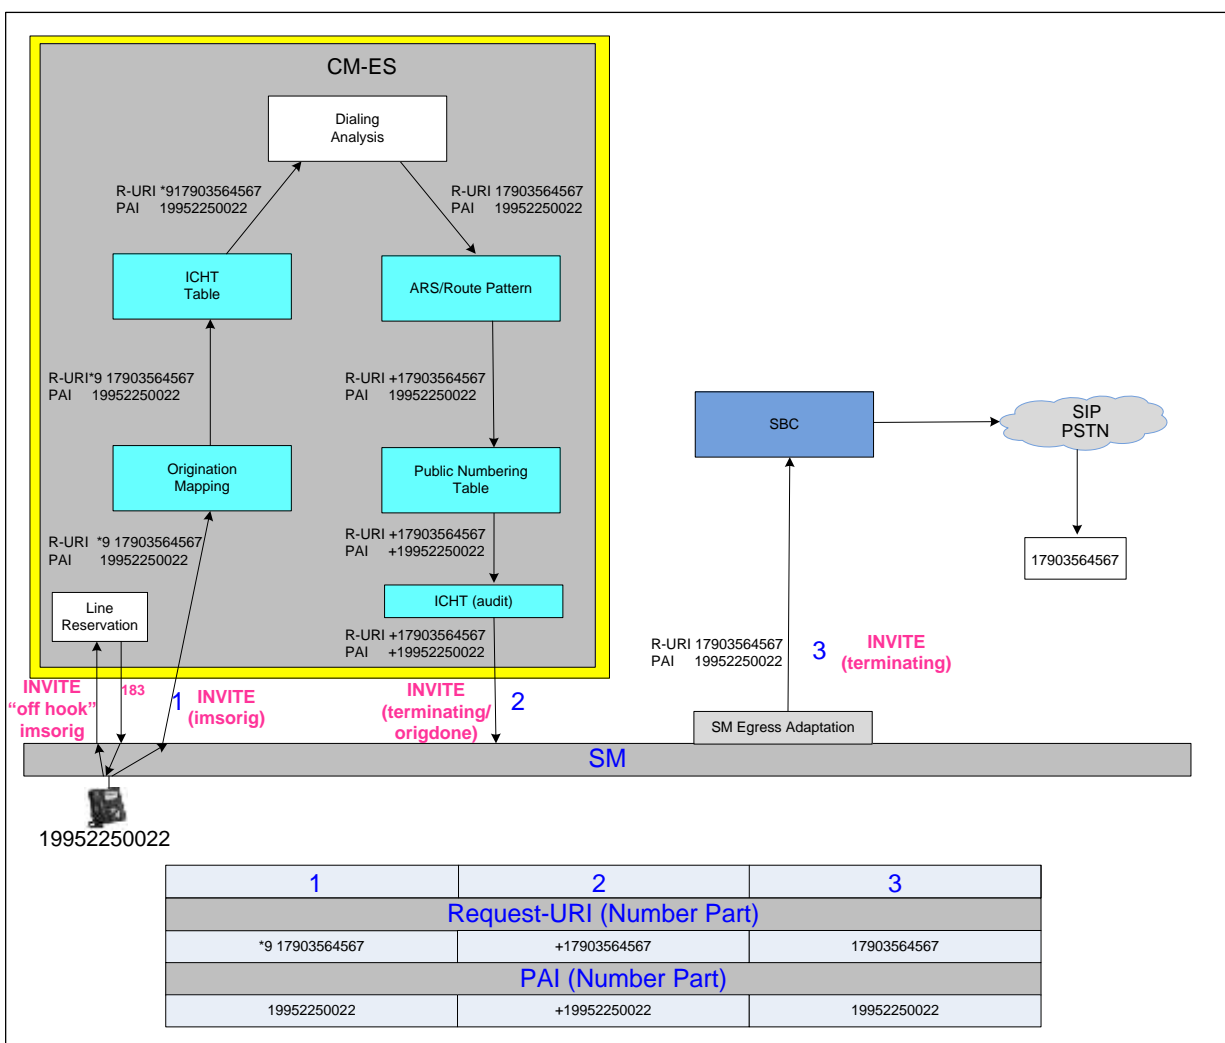 CM-ES
Dialing
Analysis
R-URI *917903564567
PAI 19952250022
R-URI 17903564567
PAI 19952250022
ICHT
Table
ARS/Route Pattern
R-URI*9 17903564567
PAI 19952250022
R-URI +17903564567
PAI 19952250022
SBC
SIP
PSTN
Origination
Mapping
Public Numbering
Table
R-URI *9 17903564567
PAI 19952250022
R-URI +17903564567
PAI +19952250022
17903564567
Line
Reservation
ICHT (audit)
R-URI +17903564567
PAI +19952250022
R-URI 17903564567
PAI 19952250022
3
INVITE
(terminating)
INVITE
“off hook”
imsorig
183
1
INVITE
(imsorig)
INVITE
(terminating/
origdone)
2
SM Egress Adaptation
SM
19952250022
1 2 3
Request-URI (Number Part)
*9 17903564567 +17903564567 17903564567
PAI (Number Part)
19952250022 +19952250022 19952250022